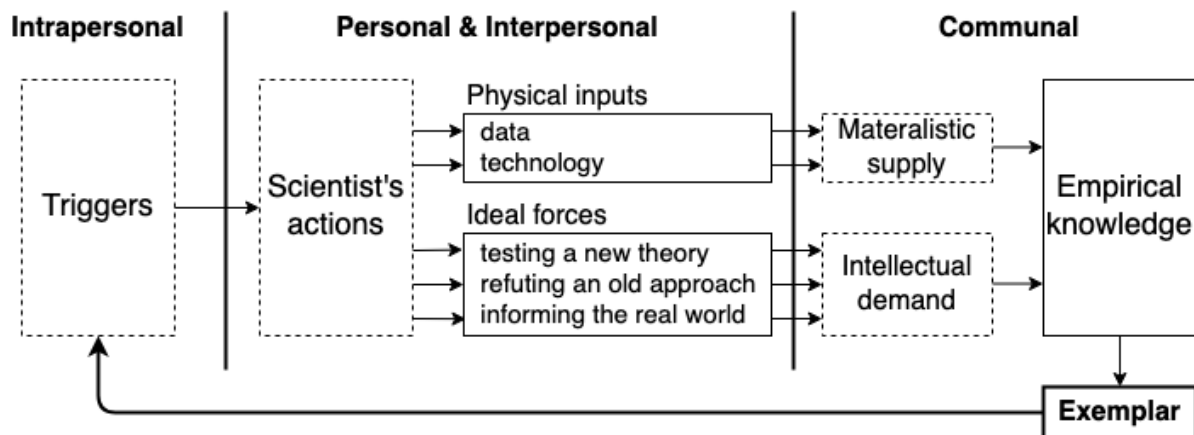 Intrapersonal
Personal & Interpersonal
Communal
Triggers
Scientist's
actions
Physical inputs
data
technology
Ideal forces
testing a new theory
refuting an old approach
informing the real world
Materalistic
supply
Intellectual
demand
Empirical
knowledge
Exemplar